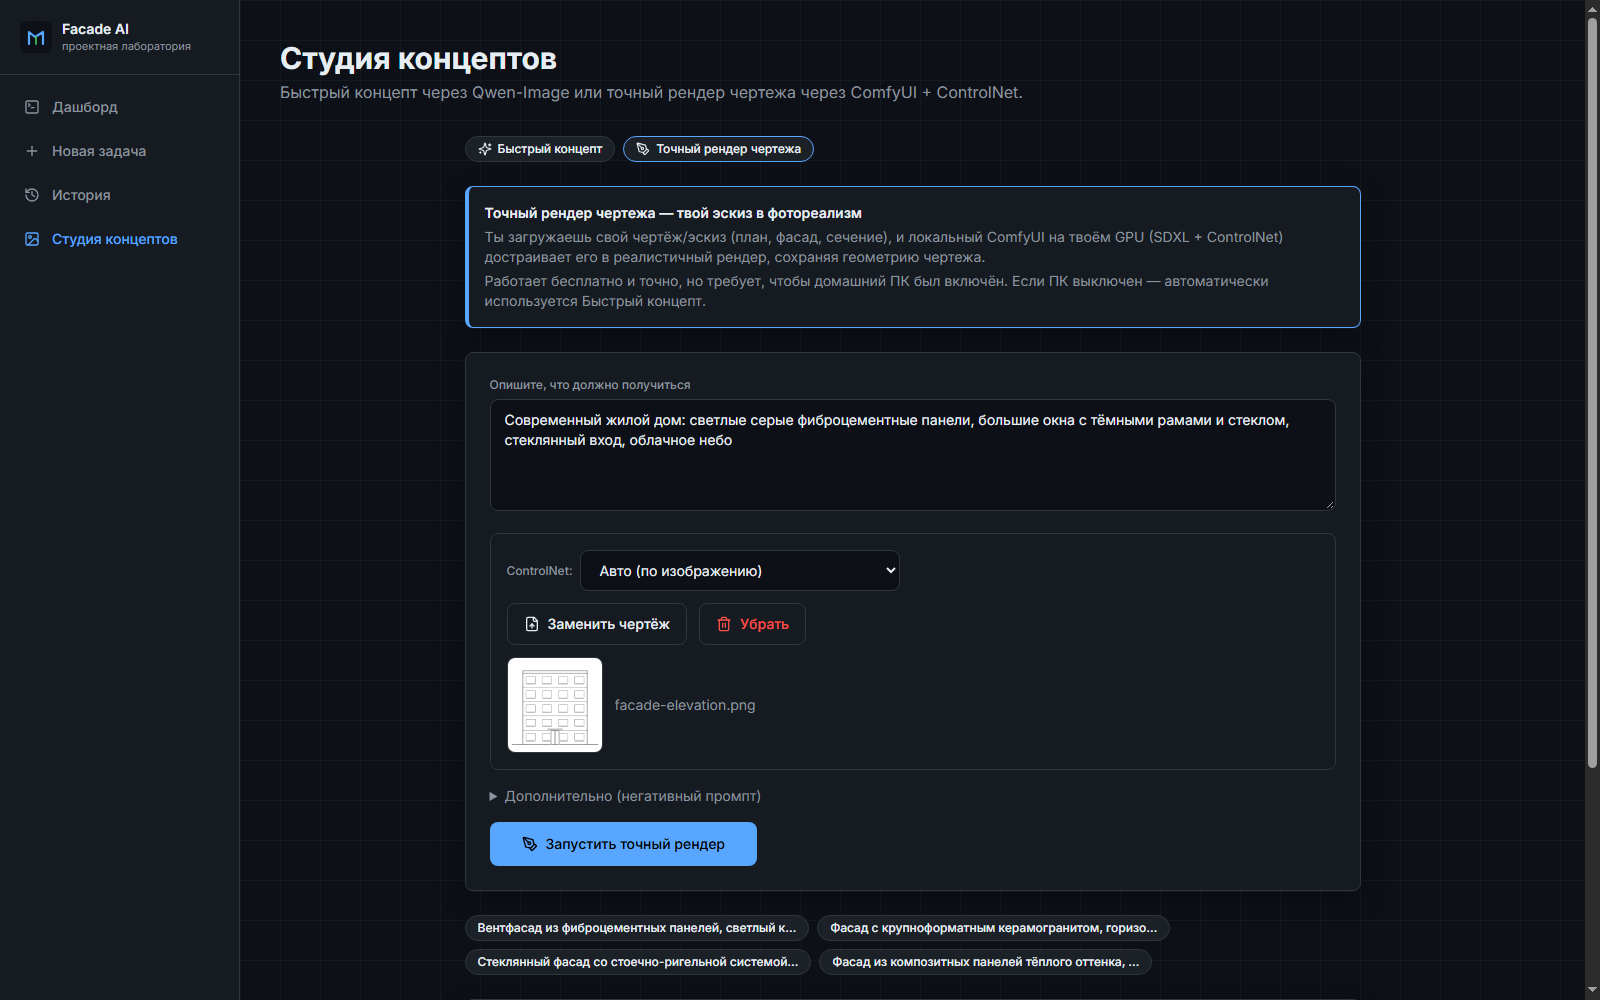 Facade AI
проектная лаборатория
Дашборд
Новая задача
История
Студия концептов
Студия концептов
Быстрый концепт через Qwen-Image или точный рендер чертежа через ComfyUI + ControlNet.
Быстрый концепт
Точный рендер чертежа
Точный рендер чертежа — твой эскиз в фотореализм
Ты загружаешь свой чертёж/эскиз (план, фасад, сечение), и локальный ComfyUI на твоём GPU (SDXL + ControlNet)
достраивает его в реалистичный рендер, сохраняя геометрию чертежа.
Работает бесплатно и точно, но требует, чтобы домашний ПК был включён. Если ПК выключен — автоматически
используется Быстрый концепт.
Опишите, что должно получиться
Современный жилой дом: светлые серые фиброцементные панели, большие окна с тёмными рамами и стеклом,
стеклянный вход, облачное небо
ControlNet:
Авто (по изображению)
Заменить чертёж
Убрать
facade-elevation.png
Дополнительно (негативный промпт)
Запустить точный рендер
Вентфасад из фиброцементных панелей, светлый к...
Фасад с крупноформатным керамогранитом, горизо...
Стеклянный фасад со стоечно-ригельной системой...
Фасад из композитных панелей тёплого оттенка, ...